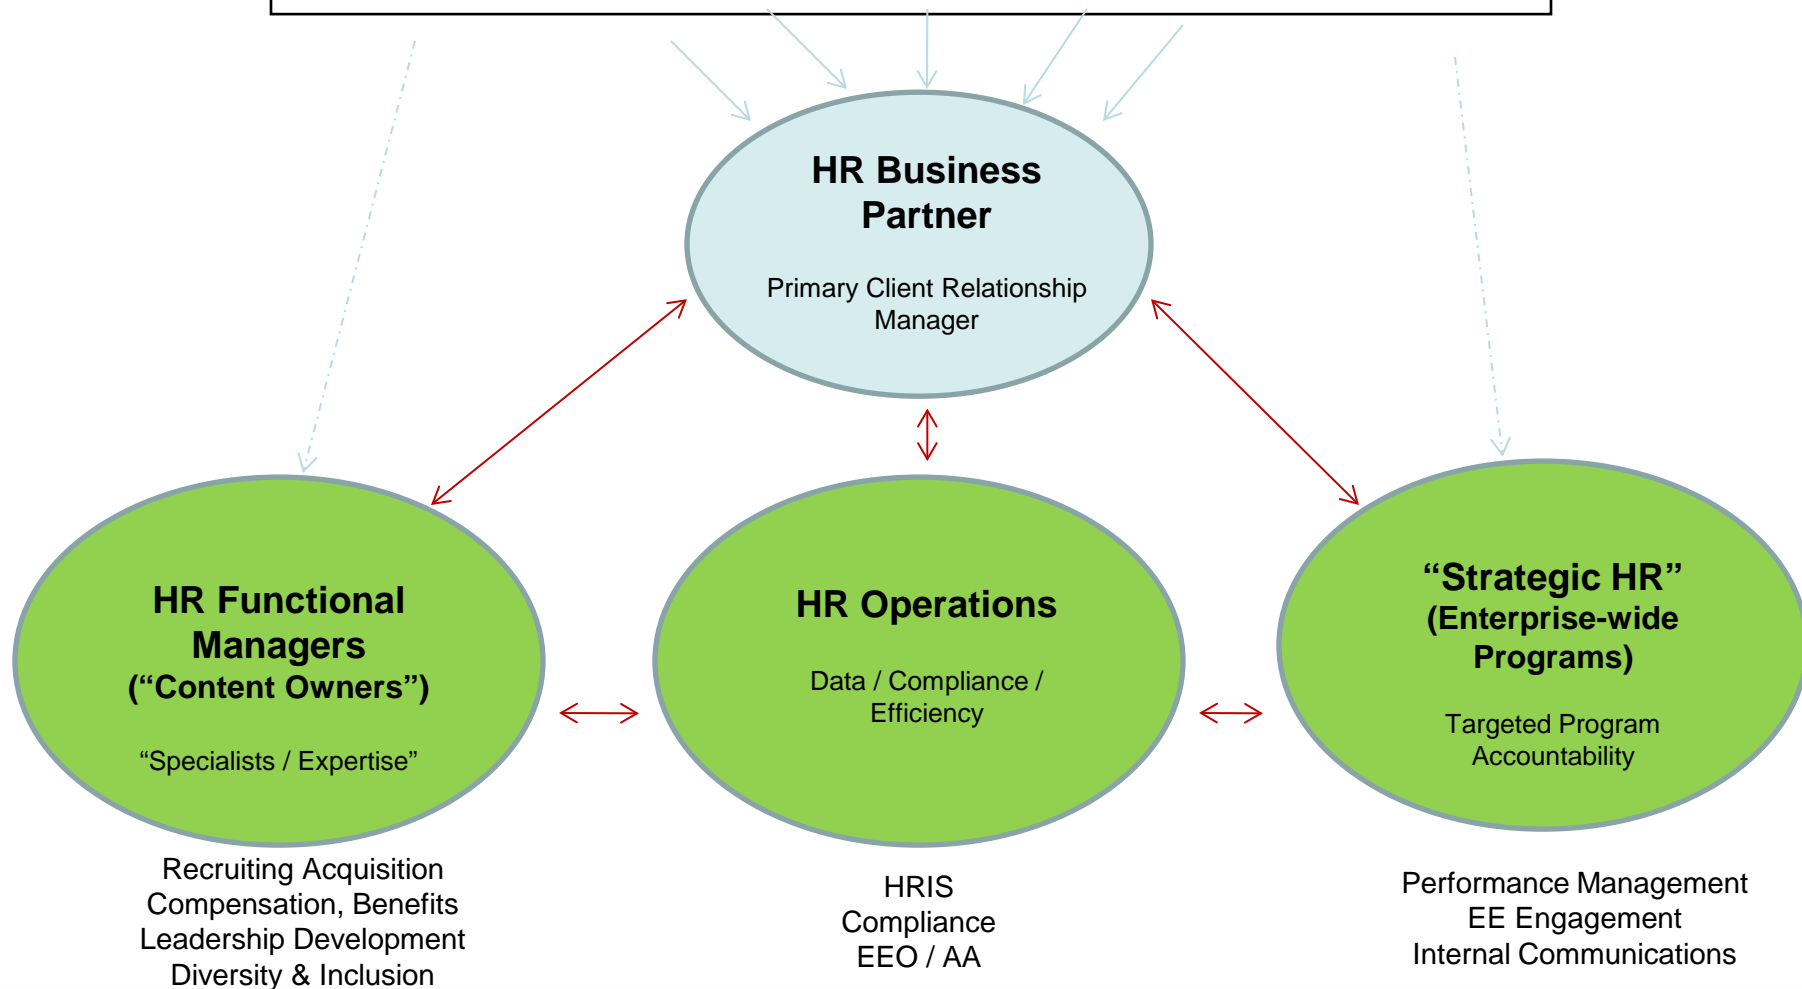 HR Business
Partner
Primary Client Relationship
Manager
HR Functional
Managers
(“Content Owners”)
“Specialists / Expertise”
HR Operations
Data / Compliance /
Efficiency
“Strategic HR”
(Enterprise-wide
Programs)
Targeted Program
Accountability
Recruiting Acquisition
Compensation, Benefits
Leadership Development
Diversity & Inclusion
HRIS
Compliance
EEO / AA
Performance Management
EE Engagement
Internal Communications